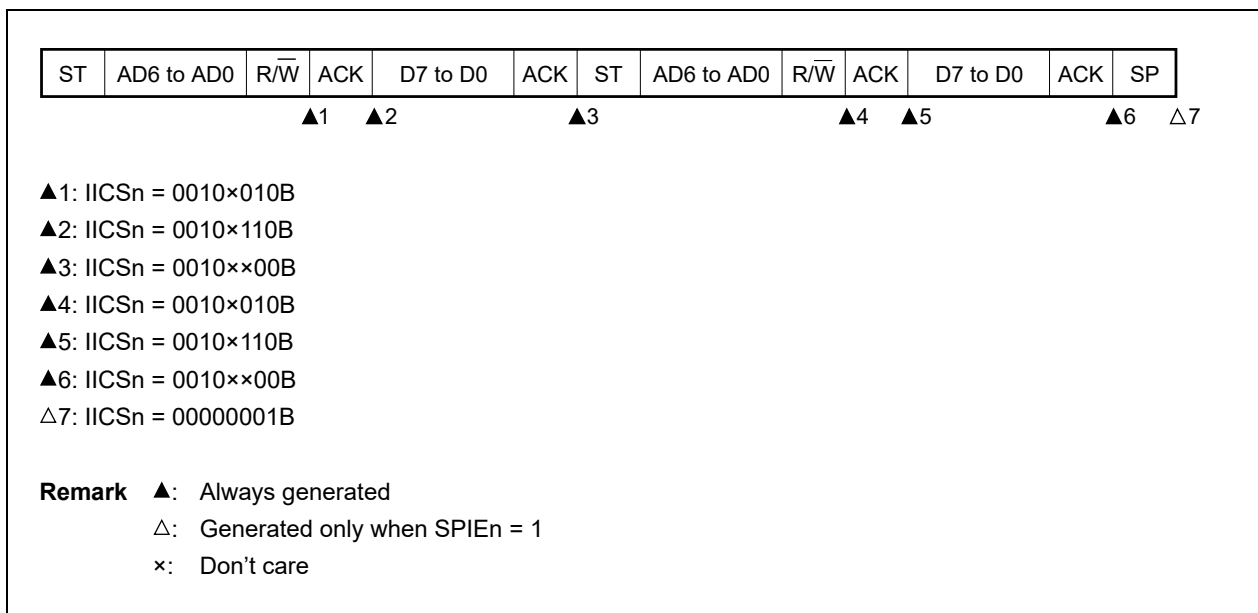 ST AD6 to AD0 R/W̅ ACK D7 to D0 ACK ST AD6 to AD0 R/W̅ ACK D7 to D0 ACK SP
▲1 ▲2 ▲3 ▲4 ▲5 ▲6 △7
▲1: IICSn = 0010×010B
▲2: IICSn = 0010×110B
▲3: IICSn = 0010××00B
▲4: IICSn = 0010×010B
▲5: IICSn = 0010×110B
▲6: IICSn = 0010××00B
△7: IICSn = 00000001B
Remark ▲: Always generated
△: Generated only when SPIEn = 1
×: Don't care